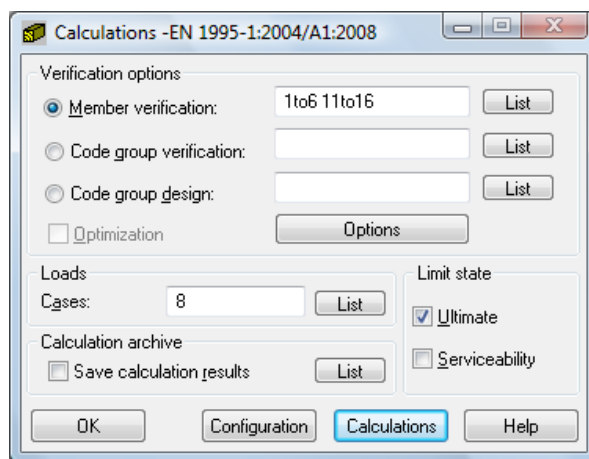 Calculations -EN 1995-1:2004/A1:2008
Verification options
Member verification: 1to6 11to16 List
Code group verification: List
Code group design: List
Optimization Options
Loads
Cases: 8 List
Limit state
Ultimate
Serviceability
Calculation archive
Save calculation results List
OK Configuration Calculations Help